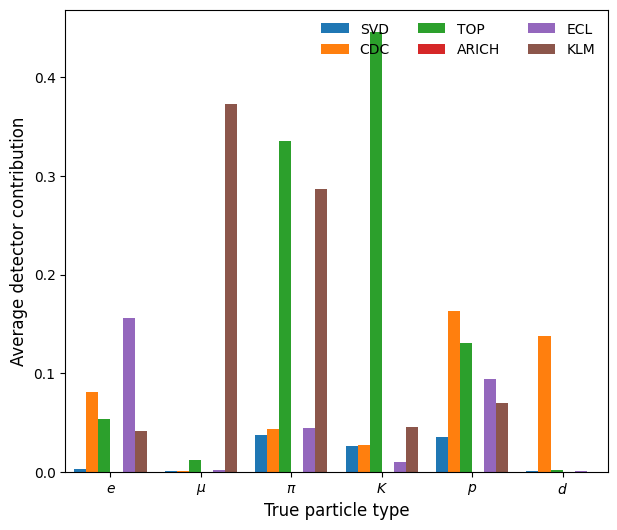 SVD TOP ECL
CDC ARICH KLM
Average detector contribution
0.4
0.3
0.2
0.1
0.0
e μ π K p d
True particle type